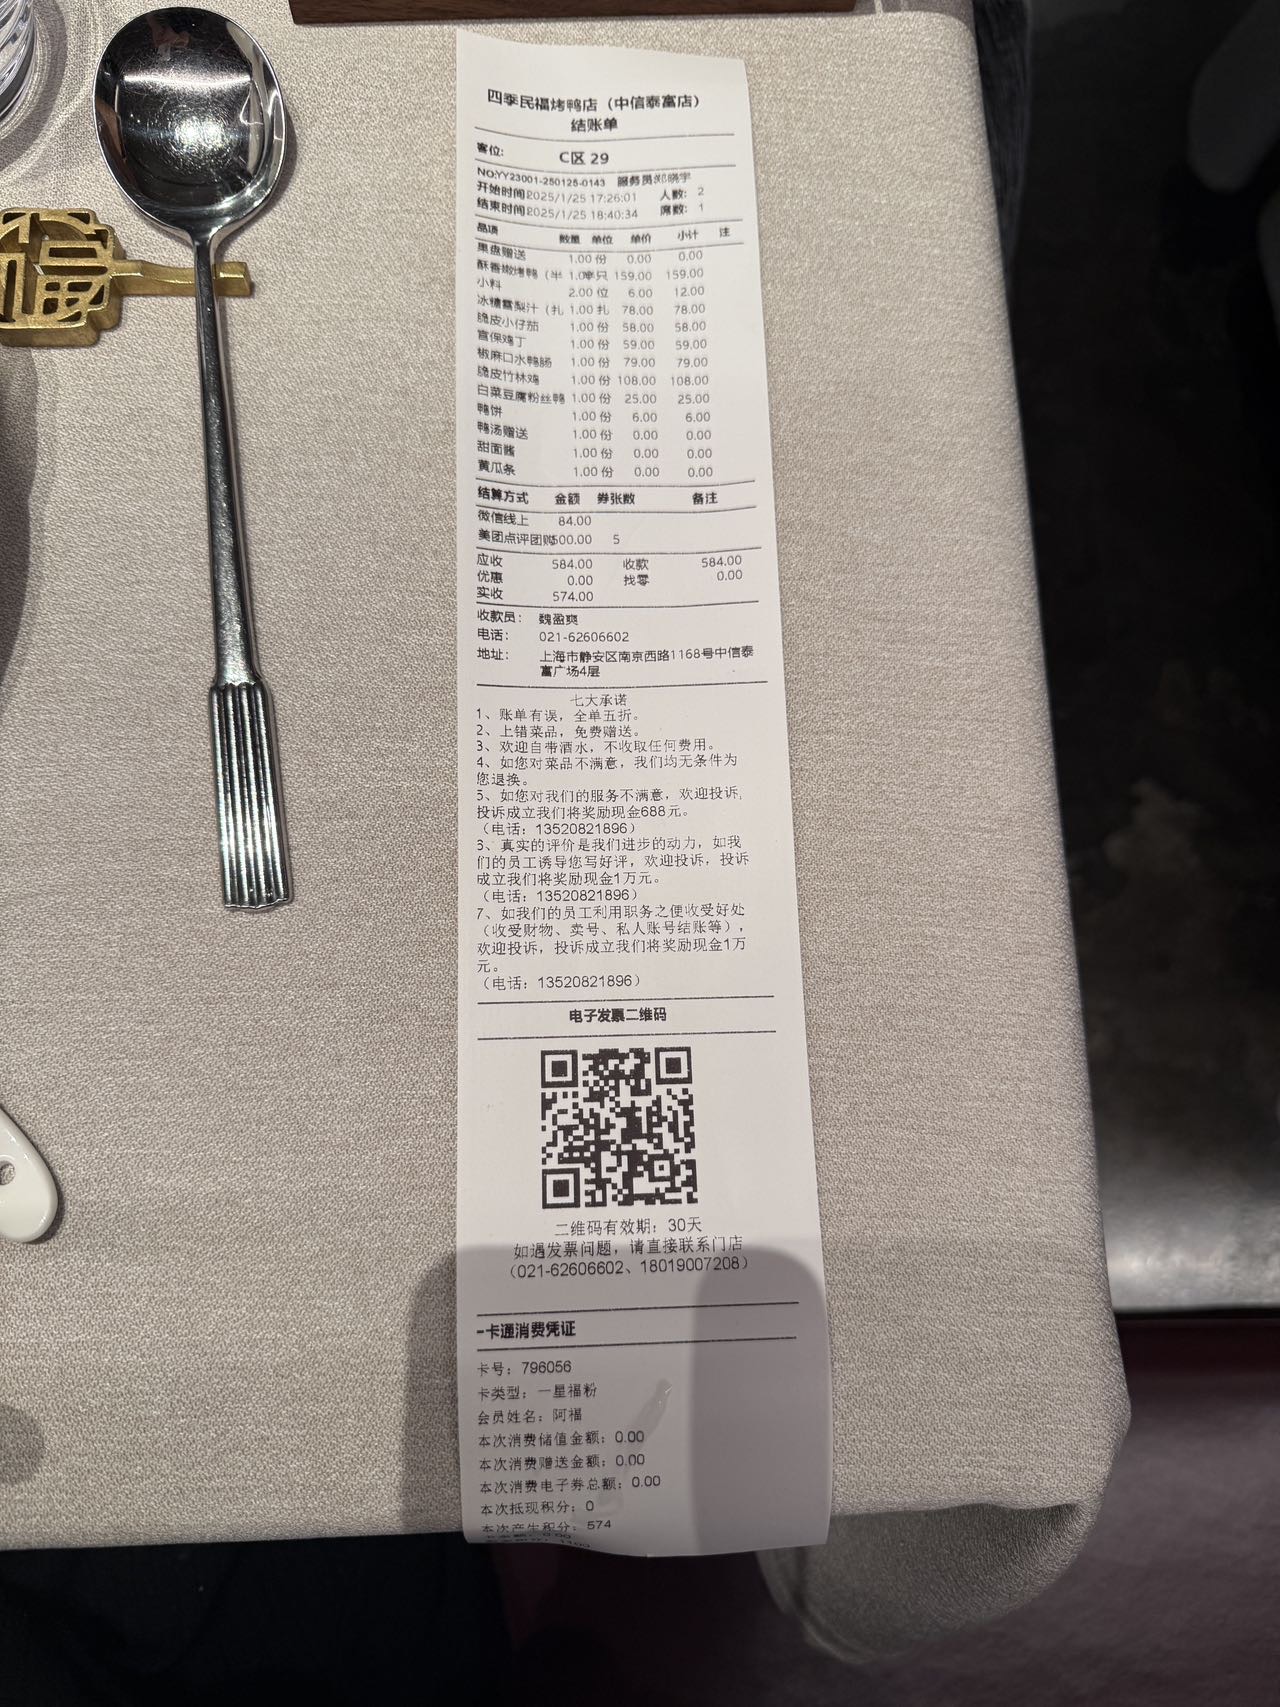 四季民福烤鸭店（中信泰富店）
结账单
客位： C区 29
NO:YY23001-250125-0143 服务员:郑晓宇
开始时间:2025/1/25 17:26:01 人数： 2
结束时间:2025/1/25 18:40:34 席数： 1
品项 数量 单位 单价 小计 注
果盘赠送 1.00 份 0.00 0.00
酥香嫩烤鸭（半 1.00 半只 159.00 159.00
小料 2.00 位 6.00 12.00
冰糖雪梨汁（扎 1.00 扎 78.00 78.00
脆皮小仔茄 1.00 份 58.00 58.00
宫保鸡丁 1.00 份 59.00 59.00
椒麻口水鸭肠 1.00 份 79.00 79.00
脆皮竹林鸡 1.00 份 108.00 108.00
白菜豆腐粉丝鸭 1.00 份 25.00 25.00
鸭饼 1.00 份 6.00 6.00
鸭汤赠送 1.00 份 0.00 0.00
甜面酱 1.00 份 0.00 0.00
黄瓜条 1.00 份 0.00 0.00
结算方式 金额 券张数 备注
微信线上 84.00
美团点评团购 500.00 5
应收 584.00 收款 584.00
优惠 0.00 找零 0.00
实收 574.00
收款员： 魏盈爽
电话： 021-62606602
地址： 上海市静安区南京西路1168号中信泰
富广场4层
七大承诺
1、账单有误，全单五折。
2、上错菜品，免费赠送。
3、欢迎自带酒水，不收取任何费用。
4、如您对菜品不满意，我们均无条件为
您退换。
5、如您对我们的服务不满意，欢迎投诉，
投诉成立我们将奖励现金688元。
（电话：13520821896）
6、真实的评价是我们进步的动力，如我
们的员工诱导您写好评，欢迎投诉，投诉
成立我们将奖励现金1万元。
（电话：13520821896）
7、如我们的员工利用职务之便收受好处
（收受财物、卖号、私人账号结账等），
欢迎投诉，投诉成立我们将奖励现金1万
元。
（电话：13520821896）
电子发票二维码
二维码有效期：30天
如遇发票问题，请直接联系门店
（021-62606602、18019007208）
-卡通消费凭证
卡号：796056
卡类型：一星福粉
会员姓名：阿福
本次消费储值金额：0.00
本次消费赠送金额：0.00
本次消费电子券总额：0.00
本次抵现积分：0
本次产生积分：574
福